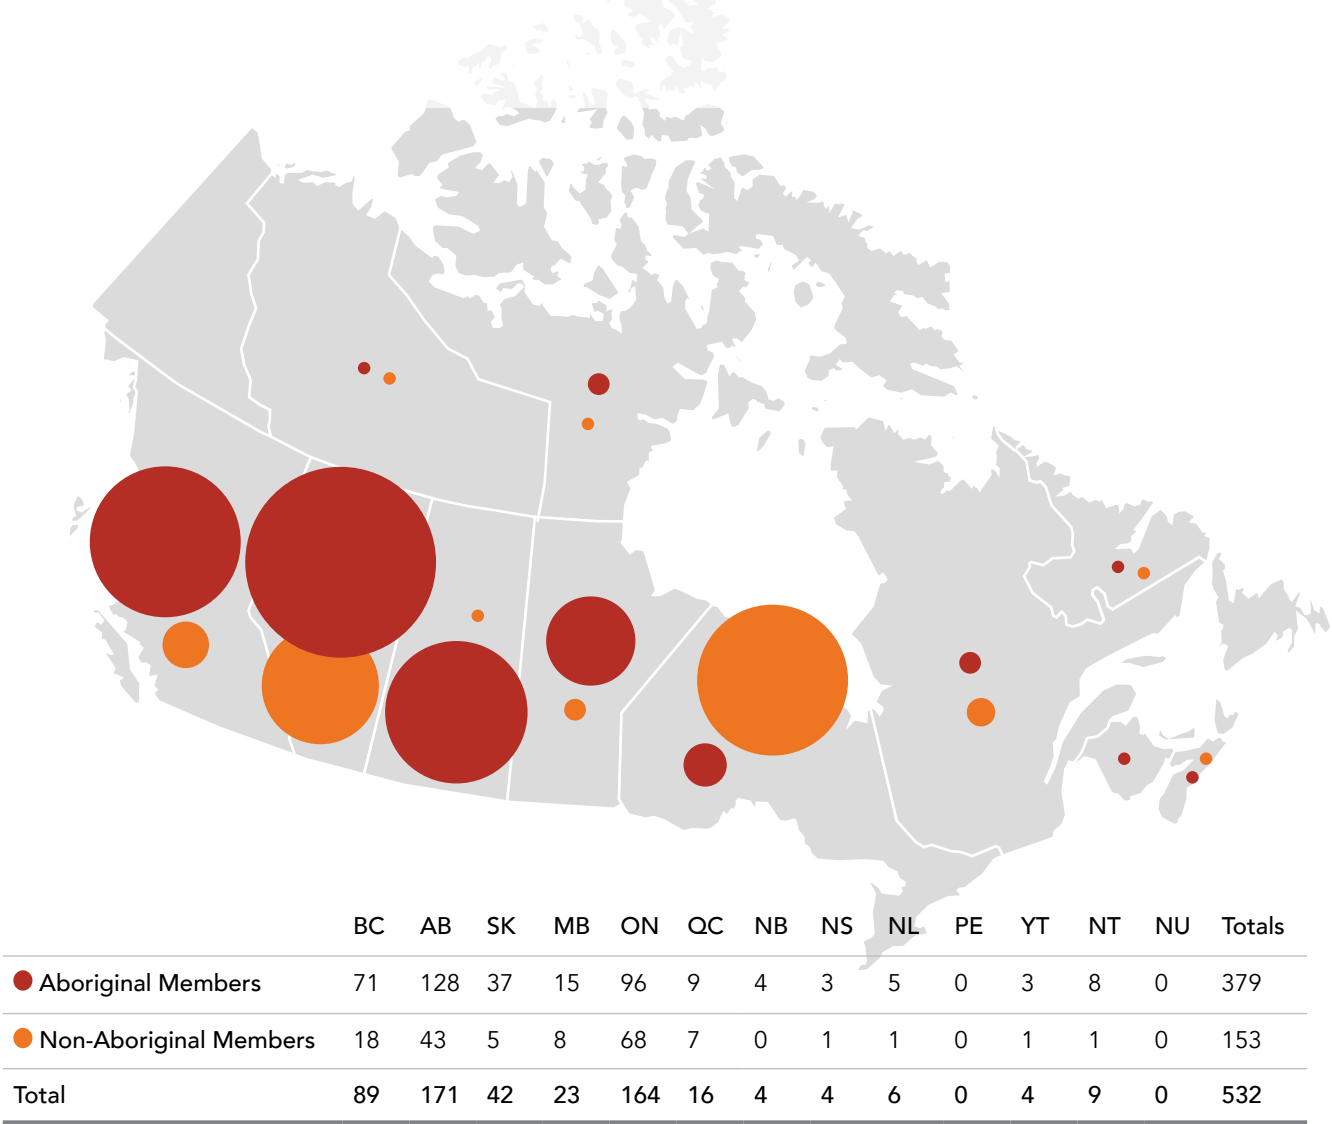 BC AB SK MB ON QC NB NS NL PE YT NT NU Totals
Aboriginal Members 71 128 37 15 96 9 4 3 5 0 3 8 0 379
Non-Aboriginal Members 18 43 5 8 68 7 0 1 1 0 1 1 0 153
Total 89 171 42 23 164 16 4 4 6 0 4 9 0 532